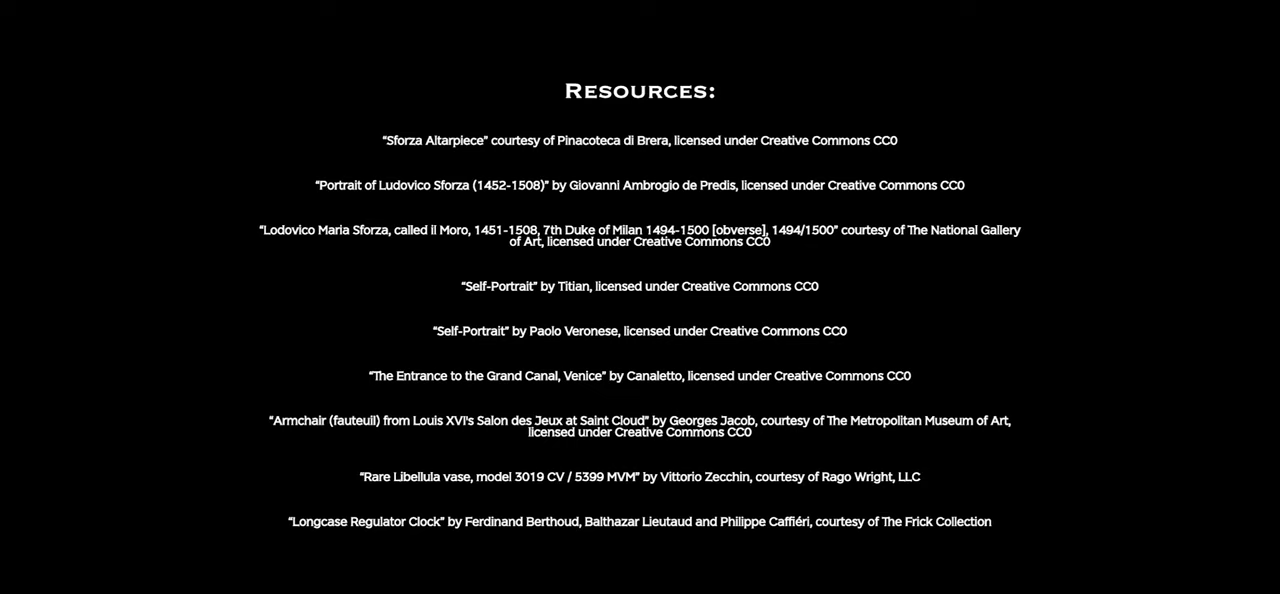 RESOURCES:
“Sforza Altarpiece” courtesy of Pinacoteca di Brera, licensed under Creative Commons CC0
“Portrait of Ludovico Sforza (1452-1508)” by Giovanni Ambrogio de Predis, licensed under Creative Commons CC0
“Lodovico Maria Sforza, called il Moro, 1451-1508, 7th Duke of Milan 1494-1500 [obverse], 1494/1500” courtesy of The National Gallery
of Art, licensed under Creative Commons CC0
“Self-Portrait” by Titian, licensed under Creative Commons CC0
“Self-Portrait” by Paolo Veronese, licensed under Creative Commons CC0
“The Entrance to the Grand Canal, Venice” by Canaletto, licensed under Creative Commons CC0
“Armchair (fauteuil) from Louis XVI's Salon des Jeux at Saint Cloud” by Georges Jacob, courtesy of The Metropolitan Museum of Art,
licensed under Creative Commons CC0
“Rare Libellula vase, model 3019 CV / 5399 MVM” by Vittorio Zecchin, courtesy of Rago Wright, LLC
“Longcase Regulator Clock” by Ferdinand Berthoud, Balthazar Lieutaud and Philippe Caffiéri, courtesy of The Frick Collection